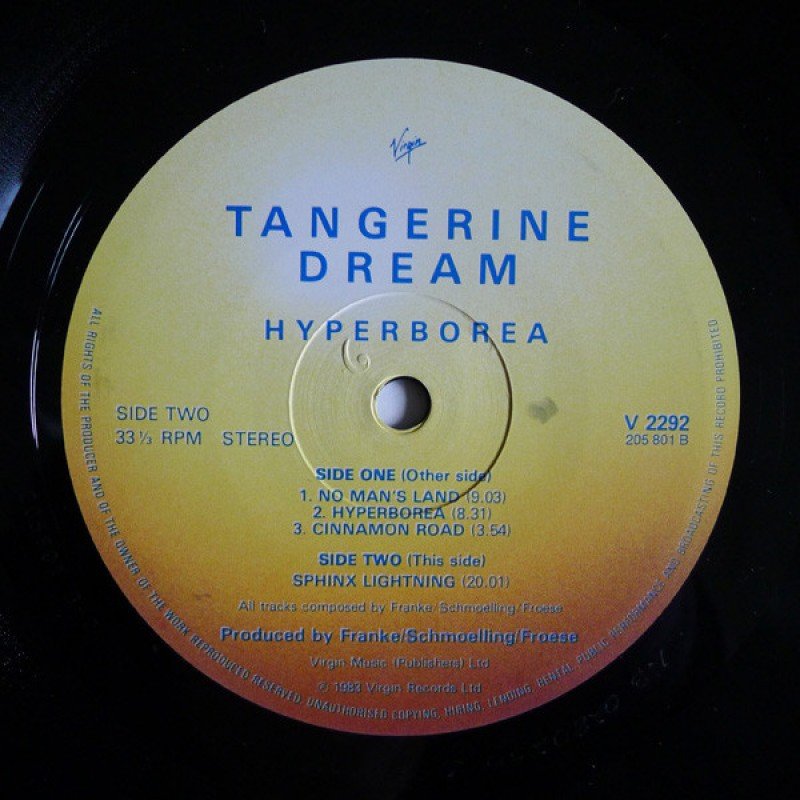 Virgin
TANGERINE
DREAM
HYPERBOREA
SIDE TWO
33 1/3 RPM STEREO
V 2292
205 801 B
SIDE ONE (Other side)
1. NO MAN'S LAND (9.03)
2. HYPERBOREA (8.31)
3. CINNAMON ROAD (3.54)
SIDE TWO (This side)
SPHINX LIGHTNING (20.01)
All tracks composed by Franke/Schmoelling/Froese
Produced by Franke/Schmoelling/Froese
Virgin Music (Publishers) Ltd
℗ 1983 Virgin Records Ltd
ALL RIGHTS OF THE PRODUCER AND OF THE OWNER OF THE WORK REPRODUCED RESERVED. UNAUTHORISED COPYING, HIRING, LENDING, RENTAL PUBLIC PERFORMANCE AND BROADCASTING OF THIS RECORD PROHIBITED